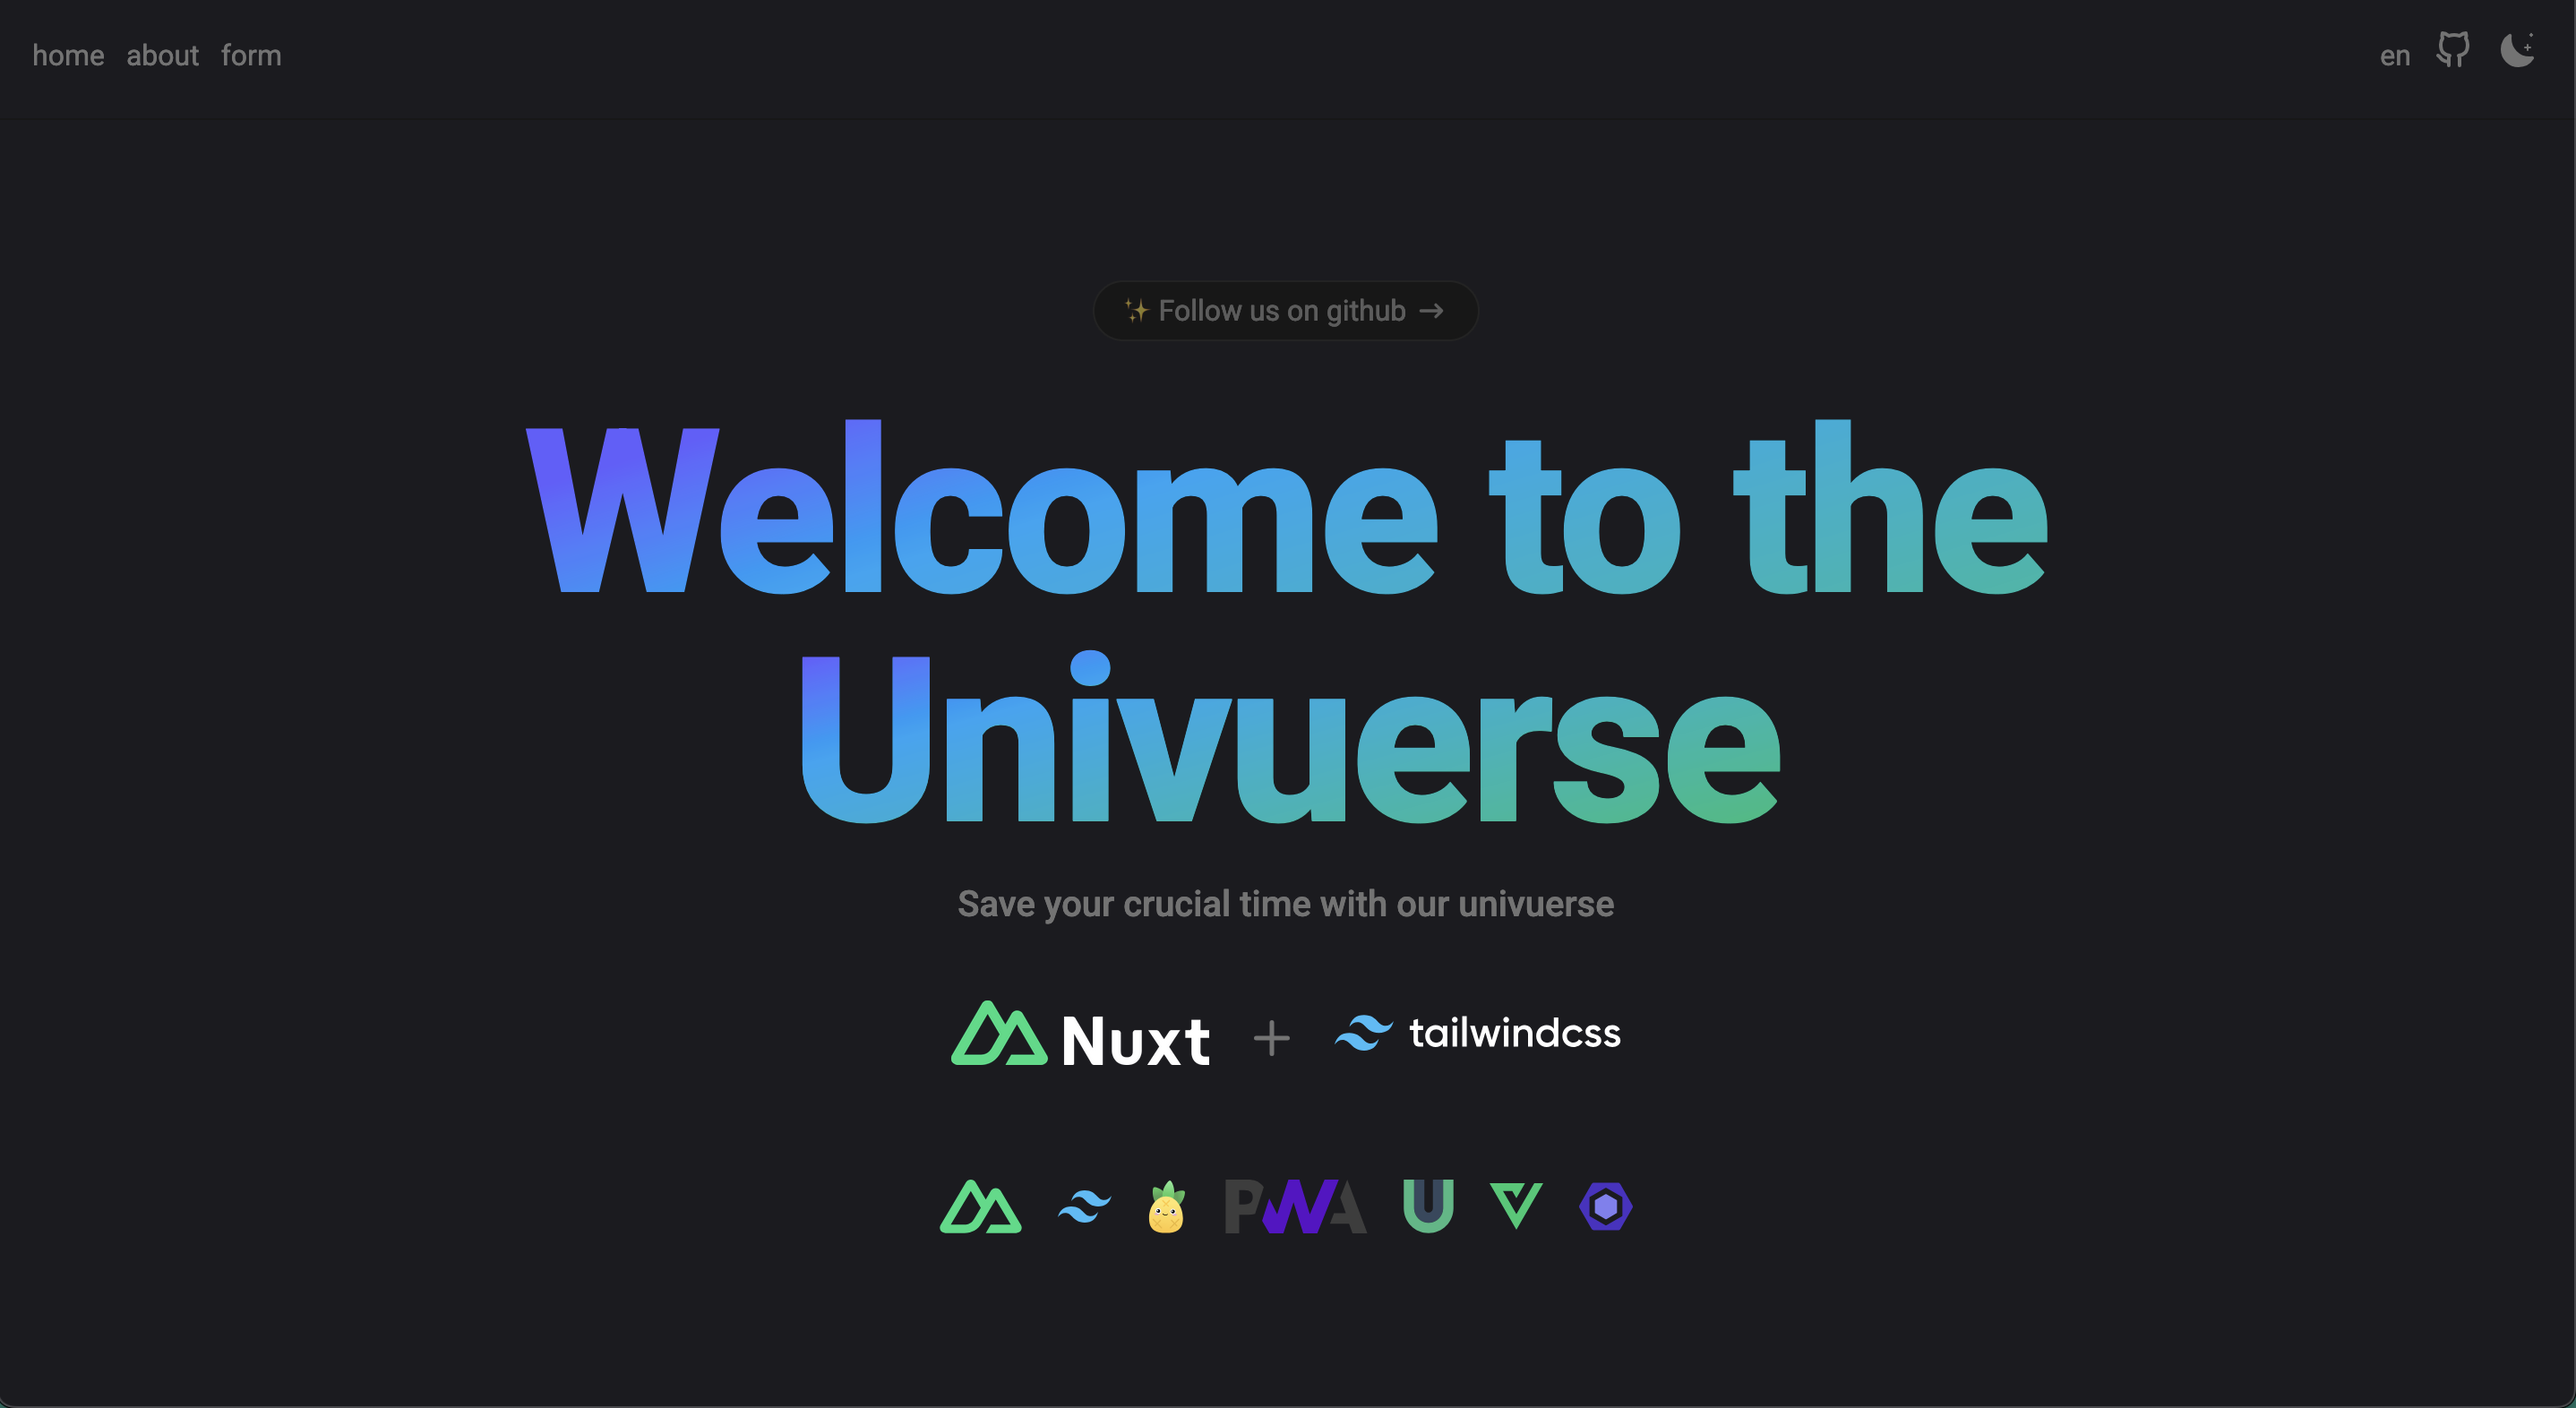 home about form
en
✨ Follow us on github →
Welcome to the
Univuerse
Save your crucial time with our univuerse
Nuxt + tailwindcss
PWA